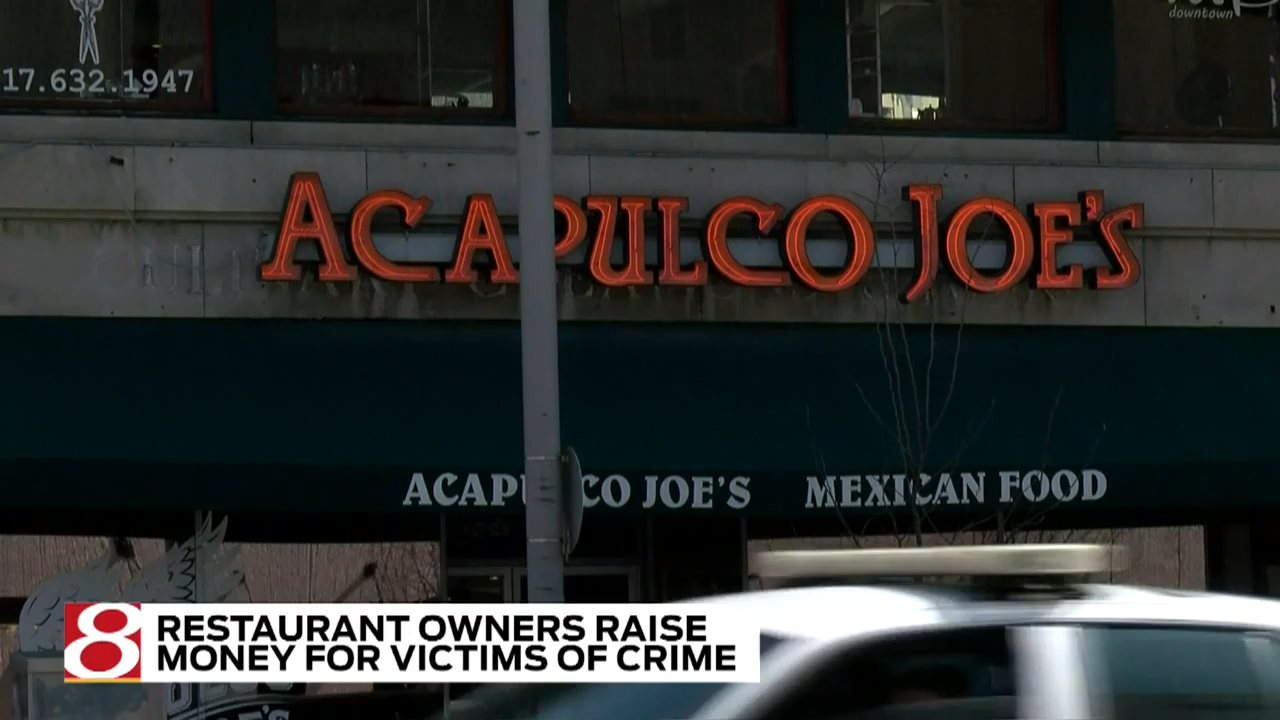 downtown
17.632.1947
ACAPULCO JOE'S
ACAPULCO JOE'S MEXICAN FOOD
8 RESTAURANT OWNERS RAISE
MONEY FOR VICTIMS OF CRIME